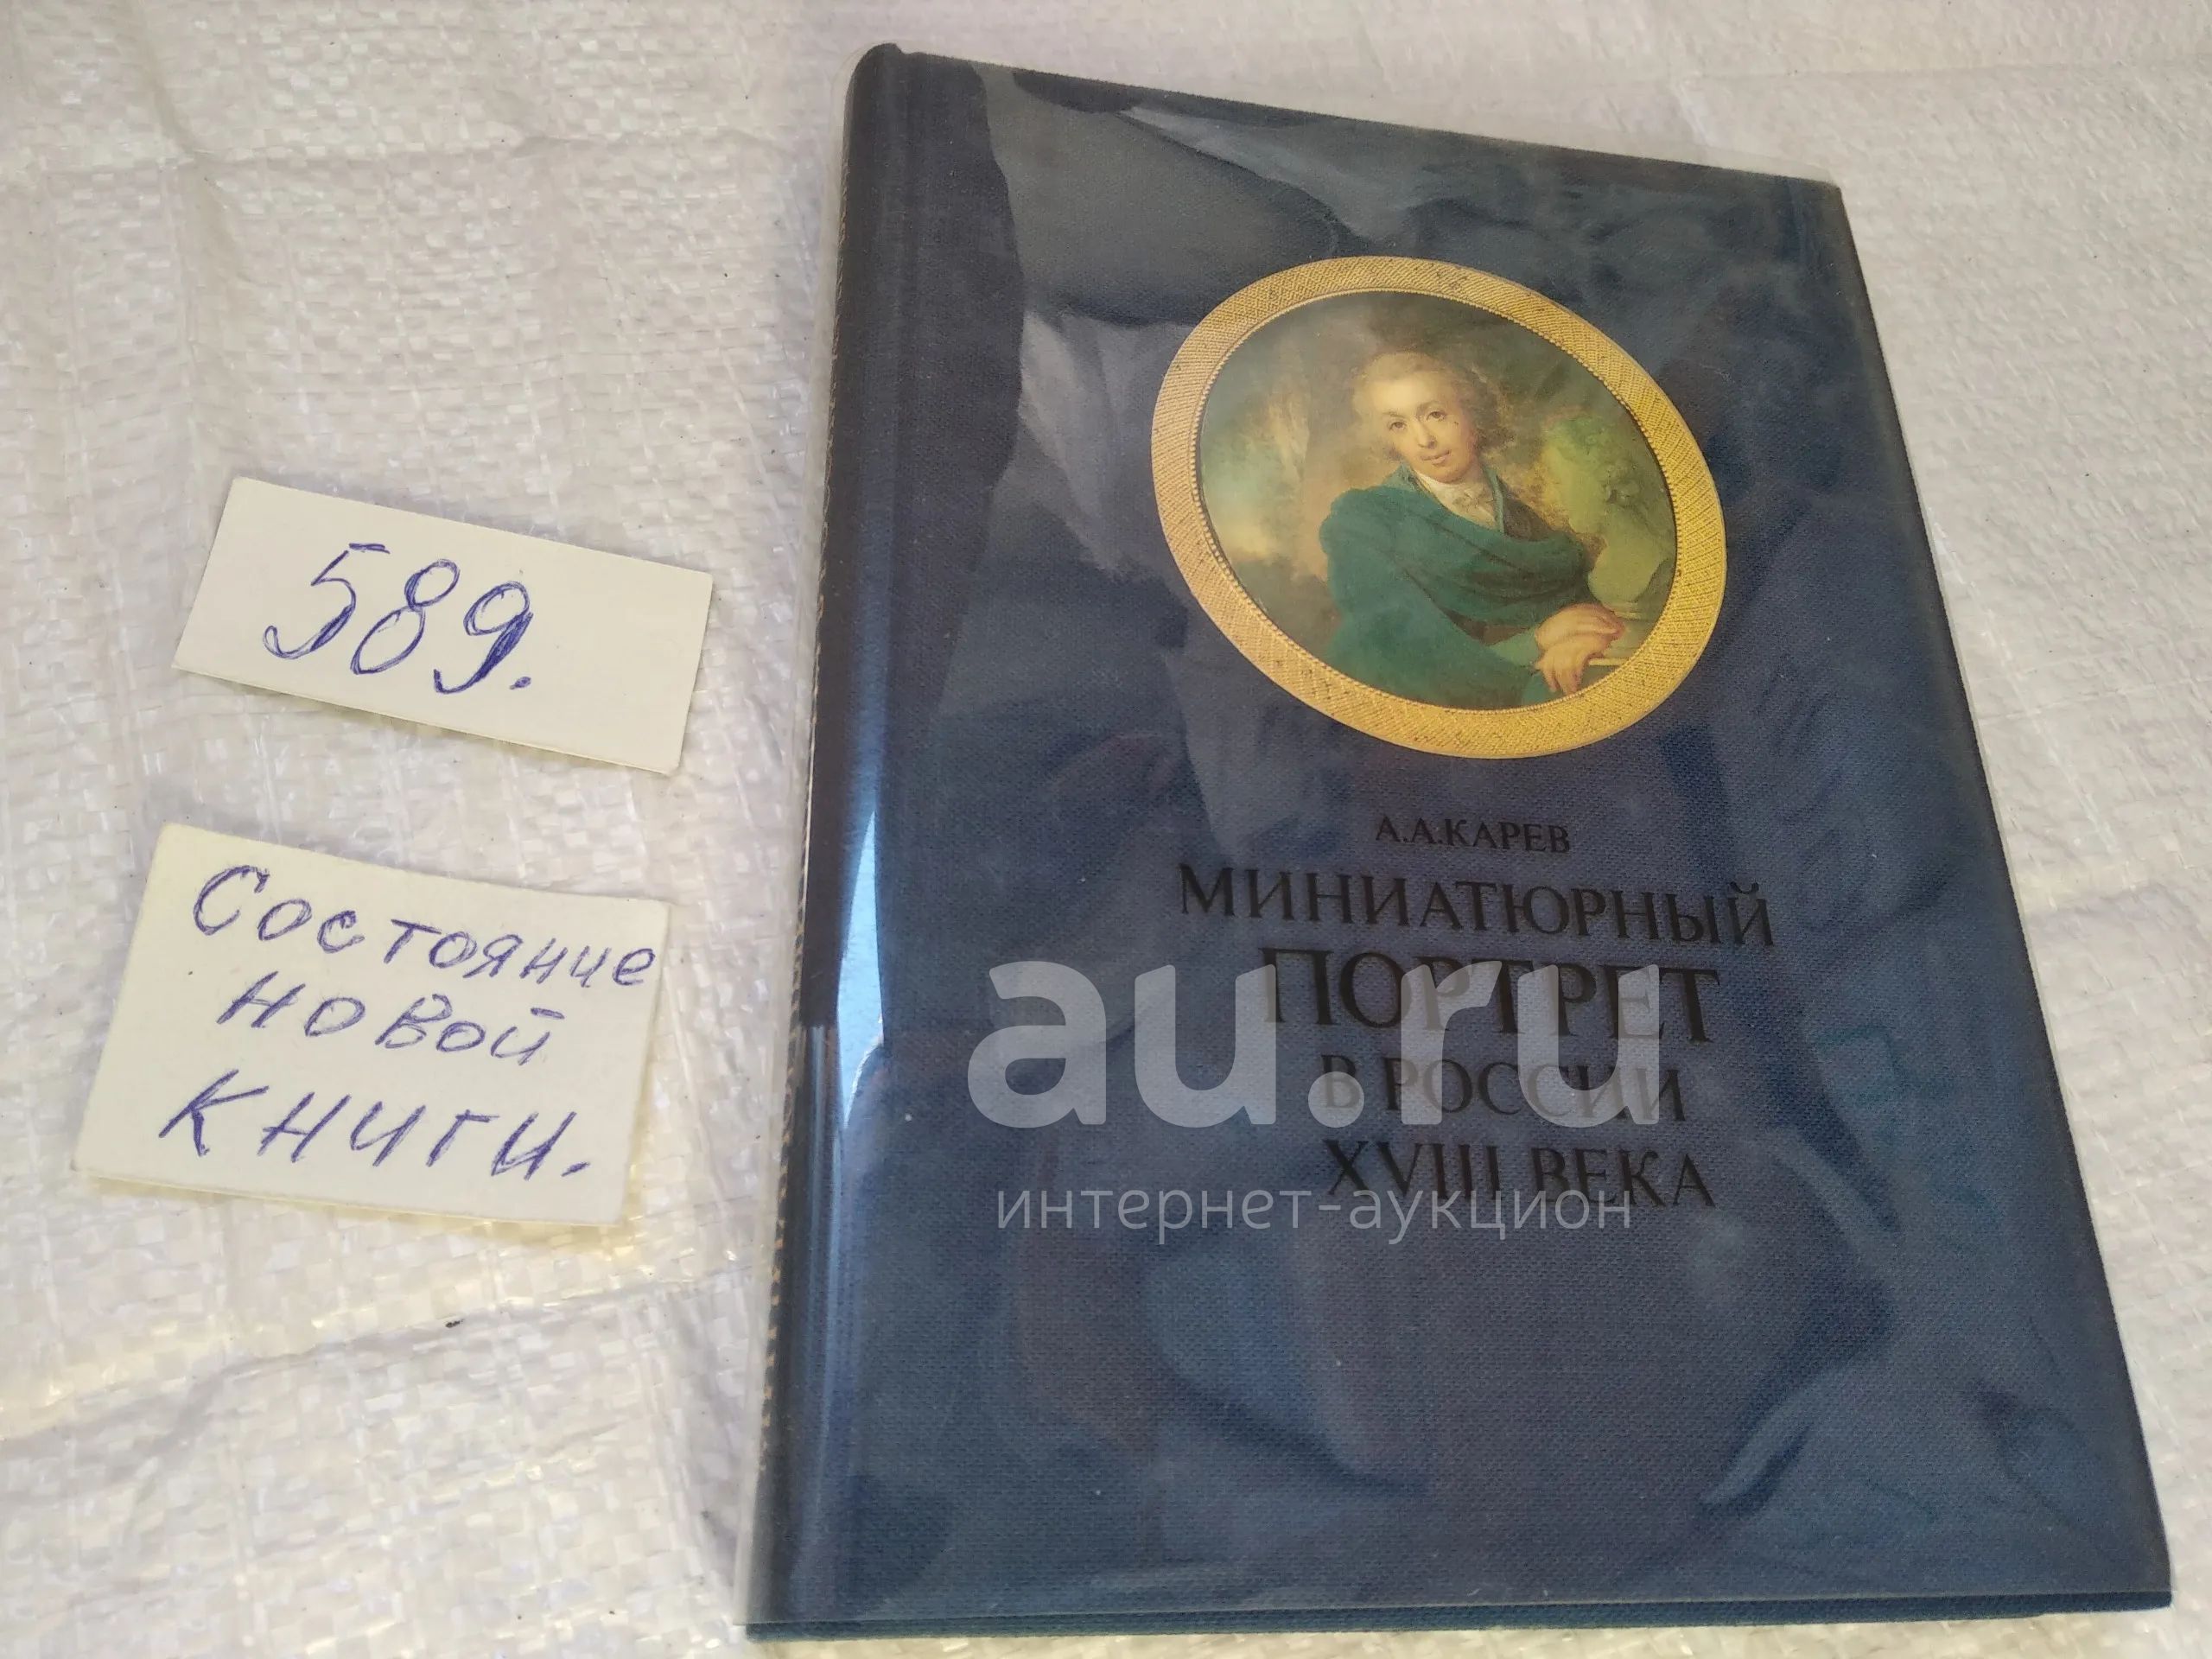 589.
Состояние
новой
книги.
А.А.КАРЕВ
МИНИАТЮРНЫЙ
ПОРТРЕТ
В РОССИИ
XVIII ВЕКА
au.ru
интернет-аукцион